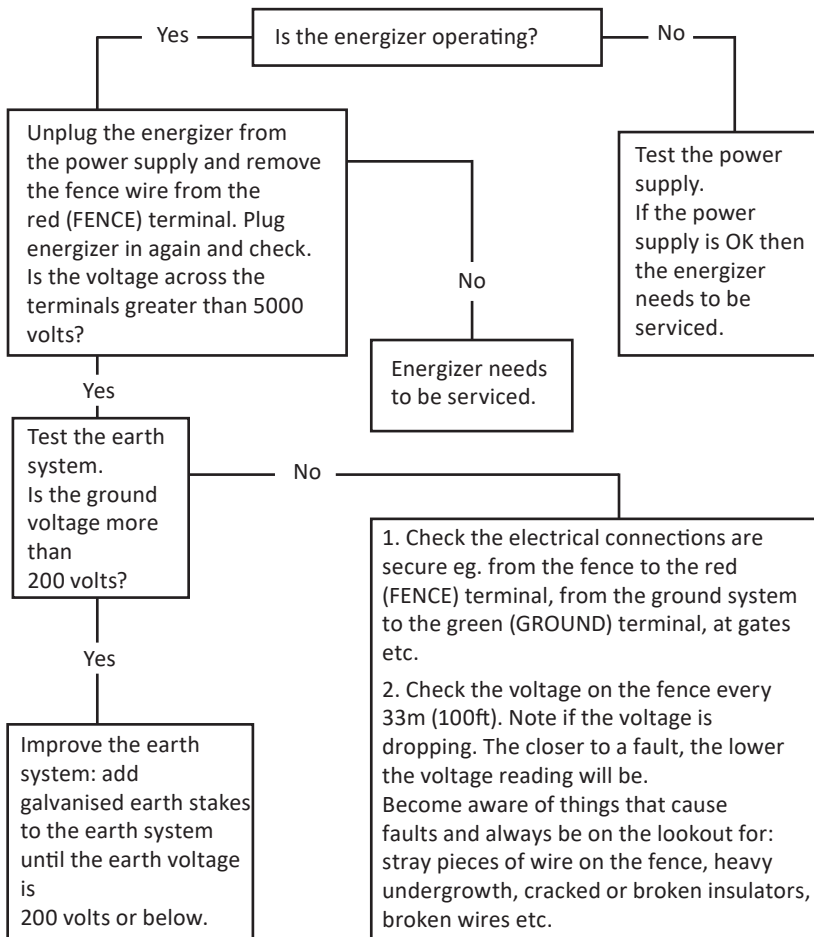 Yes
Is the energizer operating?
No
Unplug the energizer from
the power supply and remove
the fence wire from the
red (FENCE) terminal. Plug
energizer in again and check.
Is the voltage across the
terminals greater than 5000
volts?
Test the power
supply.
If the power
supply is OK then
the energizer
needs to be
serviced.
No
Energizer needs
to be serviced.
Yes
Test the earth
system.
Is the ground
voltage more
than
200 volts?
No
1. Check the electrical connections are
secure eg. from the fence to the red
(FENCE) terminal, from the ground system
to the green (GROUND) terminal, at gates
etc.
2. Check the voltage on the fence every
33m (100ft). Note if the voltage is
dropping. The closer to a fault, the lower
the voltage reading will be.
Become aware of things that cause
faults and always be on the lookout for:
stray pieces of wire on the fence, heavy
undergrowth, cracked or broken insulators,
broken wires etc.
Yes
Improve the earth
system: add
galvanised earth stakes
to the earth system
until the earth voltage
is
200 volts or below.